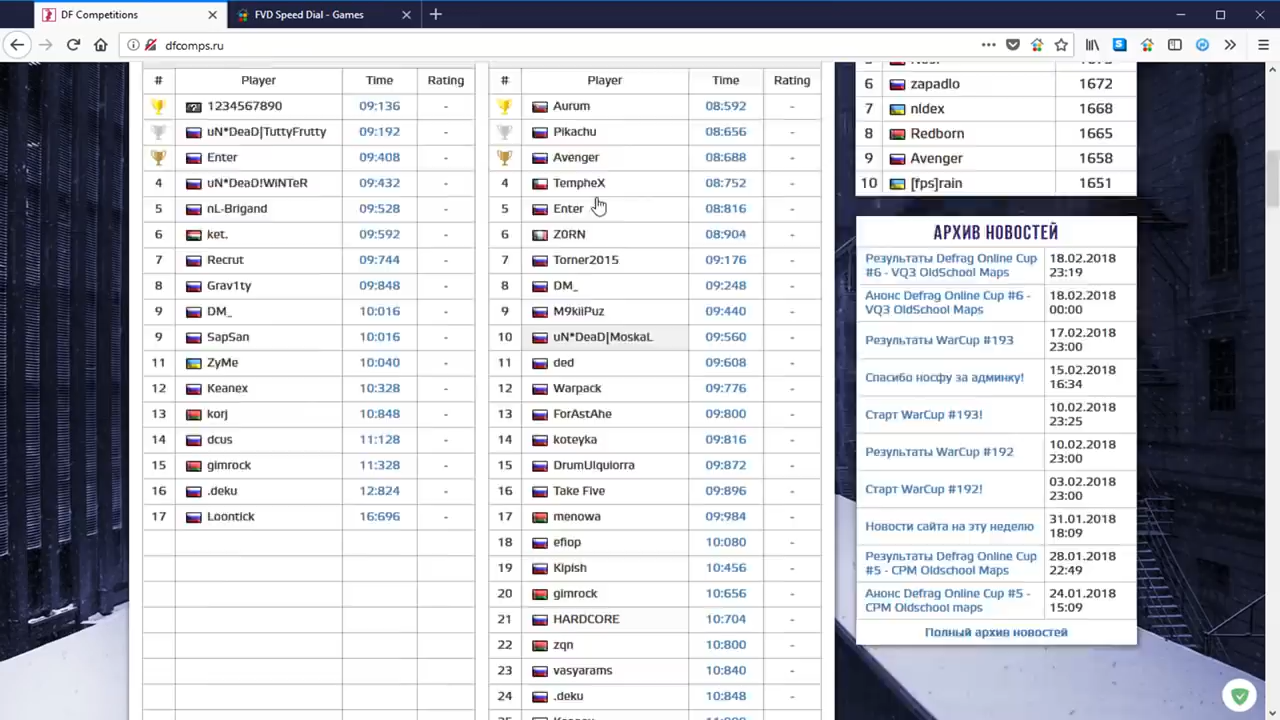 DF Competitions
FVD Speed Dial - Games
dfcomps.ru
# Player Time Rating
1234567890 09:136 -
uN*DeaD|TuttyFrutty 09:192 -
Enter 09:408 -
4 uN*DeaD!WiNTeR 09:432 -
5 nL-Brigand 09:528 -
6 ket. 09:592 -
7 Recrut 09:744 -
8 Grav1ty 09:848 -
9 DM_ 10:016 -
9 SapSan 10:016 -
11 ZyMe 10:040 -
12 Keanex 10:328 -
13 korj 10:848 -
14 dcus 11:128 -
15 gimrock 11:328 -
16 .deku 12:824 -
17 Loontick 16:696 -
# Player Time Rating
Aurum 08:592 -
Pikachu 08:656 -
Avenger 08:688 -
4 TempheX 08:752 -
5 Enter 08:816 -
6 Z0RN 08:904 -
7 Torner2015 09:176 -
8 DM_ 09:248 -
9 M9kiiPuz 09:440 -
10 uN*DeaD|MoskaL 09:560 -
11 ted 09:608 -
12 Warpack 09:776 -
13 TorAstAhe 09:800 -
14 koteyka 09:816 -
15 DrumUlquiorra 09:872 -
16 Take Five 09:896 -
17 menowa 09:984 -
18 efiop 10:080 -
19 Kipish 10:456 -
20 gimrock 10:656 -
21 HARDCORE 10:704 -
22 zqn 10:800 -
23 vasyarams 10:840 -
24 .deku 10:848 -
6 zapadlo 1672
7 nldex 1668
8 Redborn 1665
9 Avenger 1658
10 [fps]rain 1651
АРХИВ НОВОСТЕЙ
Результаты Defrag Online Cup 18.02.2018
#6 - VQ3 OldSchool Maps 23:19
Анонс Defrag Online Cup #6 - 18.02.2018
VQ3 OldSchool Maps 00:00
Результаты WarCup #193 17.02.2018
23:00
Спасибо носфу за админку! 15.02.2018
16:34
Старт WarCup #193! 10.02.2018
23:25
Результаты WarCup #192 10.02.2018
23:00
Старт WarCup #192! 03.02.2018
23:00
Новости сайта на эту неделю 31.01.2018
18:09
Результаты Defrag Online Cup 28.01.2018
#5 - CPM Oldschool Maps 22:49
Анонс Defrag Online Cup #5 - 24.01.2018
CPM Oldschool maps 15:09
Полный архив новостей